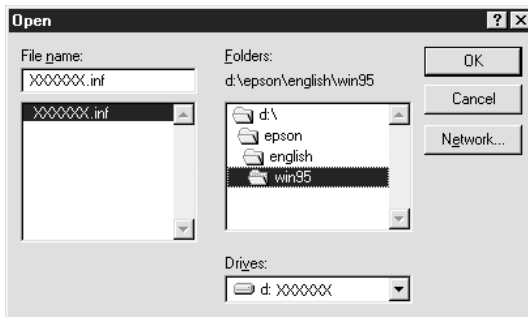 Open
File name:
XXXXXX.inf
XXXXXX.inf
Folders:
d:\epson\english\win95
d:\
epson
english
win95
Drives:
d: XXXXXX
OK
Cancel
Network...